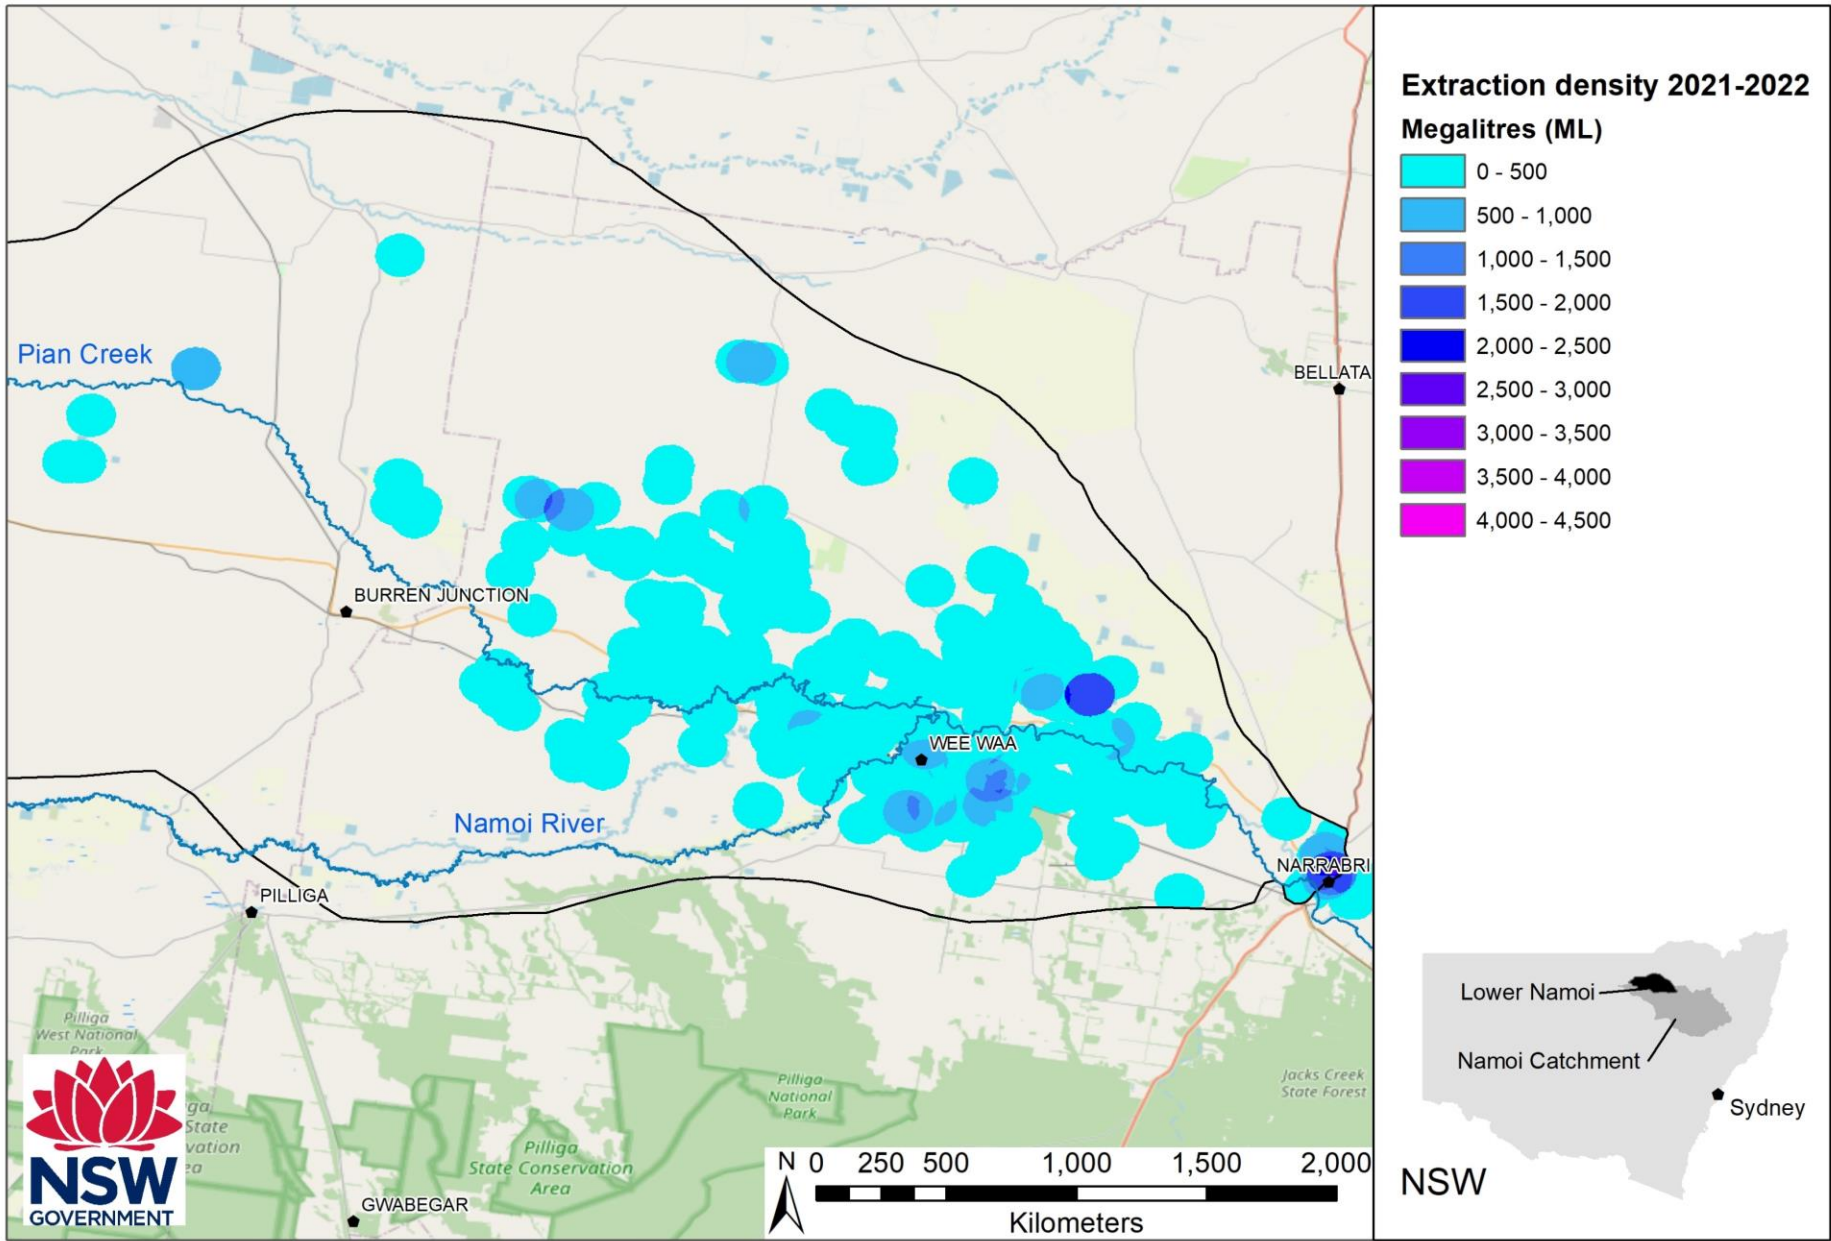 Extraction density 2021-2022
Megalitres (ML)
0 - 500
500 - 1,000
1,000 - 1,500
1,500 - 2,000
2,000 - 2,500
2,500 - 3,000
3,000 - 3,500
3,500 - 4,000
4,000 - 4,500
Pian Creek
BELLATA
BURREN JUNCTION
WEE WAA
Namoi River
NARRABRI
PILLIGA
Pilliga
West National
Park
Pilliga
National
Park
Jacks Creek
State Forest
ga,
State
vation
ea
Pilliga
State Conservation
Area
GWABEGAR
NSW
GOVERNMENT
N 0 250 500 1,000 1,500 2,000
Kilometers
Lower Namoi
Namoi Catchment
Sydney
NSW